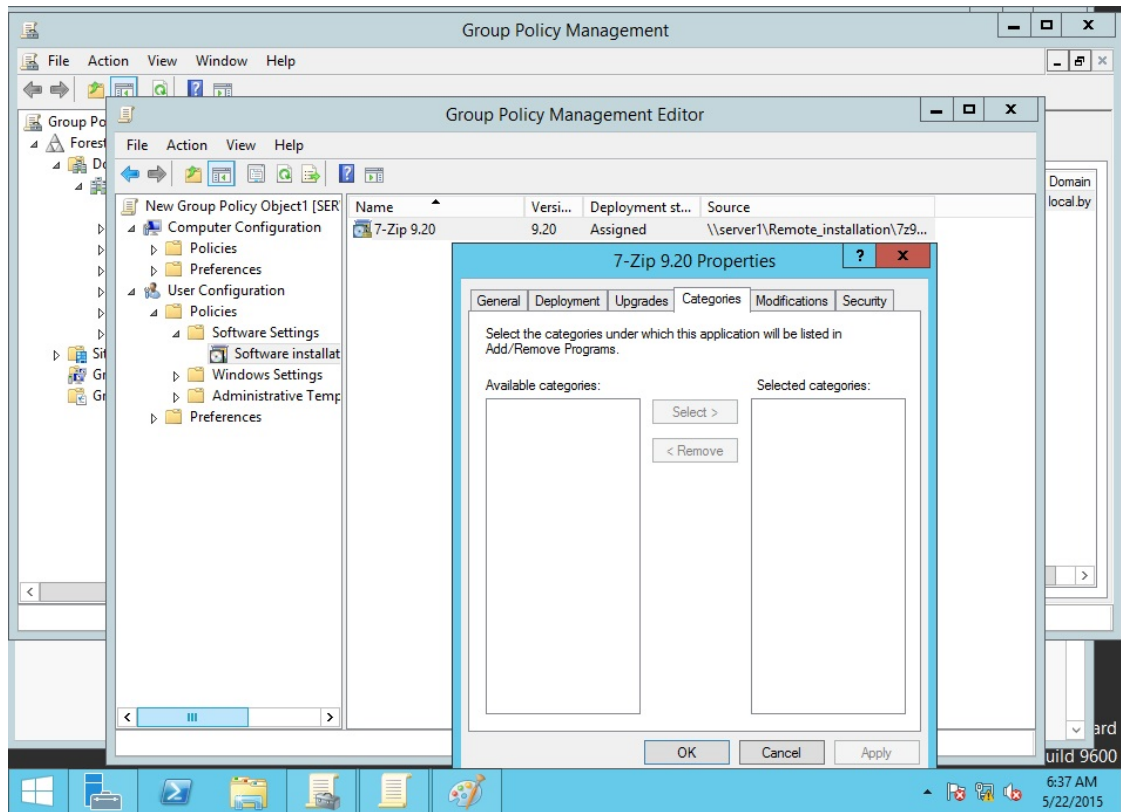 Group Policy Management
File Action View Window Help
Group Po
Forest
Do
Sit
Gr
Gr
Domain
local.by
Group Policy Management Editor
File Action View Help
New Group Policy Object1 [SER
Computer Configuration
Policies
Preferences
User Configuration
Policies
Software Settings
Software installat
Windows Settings
Administrative Temp
Preferences
Name Versi... Deployment st... Source
7-Zip 9.20 9.20 Assigned \\server1\Remote_installation\7z9...
7-Zip 9.20 Properties
General Deployment Upgrades Categories Modifications Security
Select the categories under which this application will be listed in
Add/Remove Programs.
Available categories: Selected categories:
Select >
< Remove
OK Cancel Apply
ard
uild 9600
6:37 AM
5/22/2015